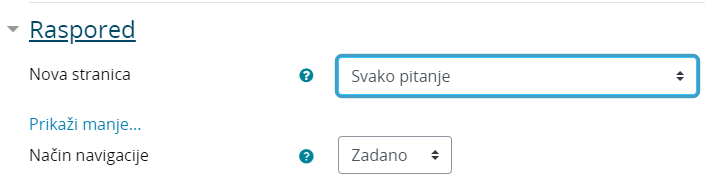 Raspored
Nova stranica
Svako pitanje
Prikaži manje...
Način navigacije
Zadano